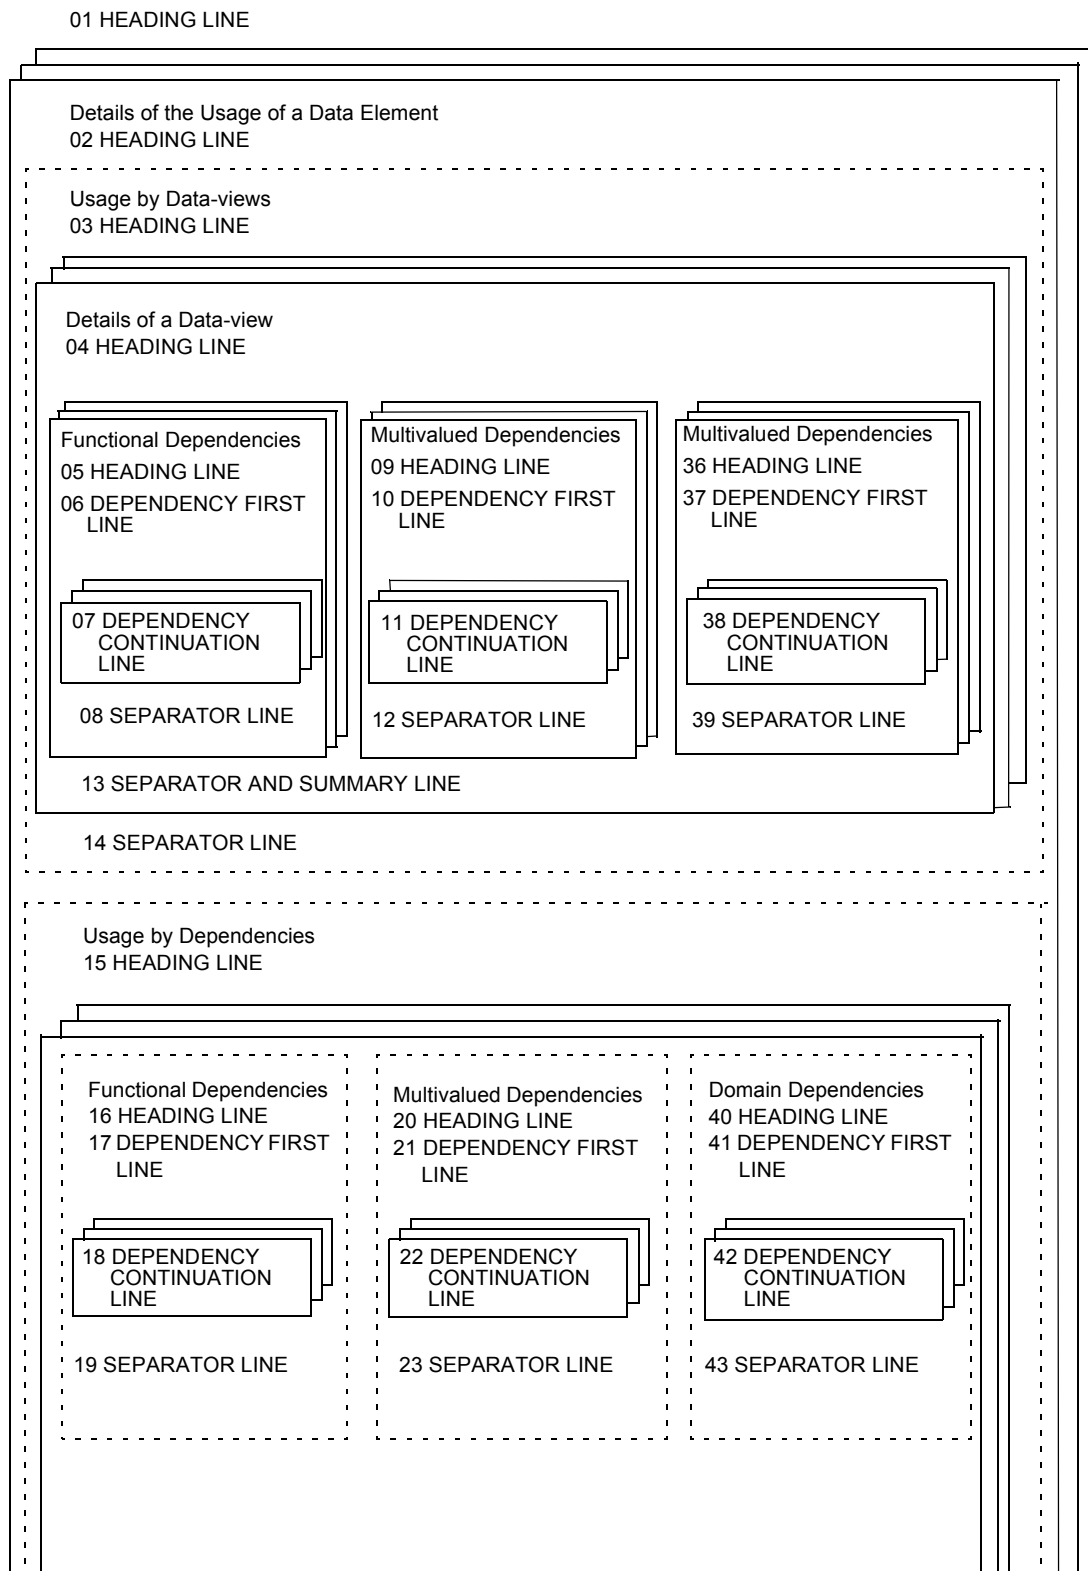 01 HEADING LINE
Details of the Usage of a Data Element
02 HEADING LINE
Usage by Data-views
03 HEADING LINE
Details of a Data-view
04 HEADING LINE
Functional Dependencies
05 HEADING LINE
06 DEPENDENCY FIRST
LINE
07 DEPENDENCY
CONTINUATION
LINE
08 SEPARATOR LINE
Multivalued Dependencies
09 HEADING LINE
10 DEPENDENCY FIRST
LINE
11 DEPENDENCY
CONTINUATION
LINE
12 SEPARATOR LINE
Multivalued Dependencies
36 HEADING LINE
37 DEPENDENCY FIRST
LINE
38 DEPENDENCY
CONTINUATION
LINE
39 SEPARATOR LINE
13 SEPARATOR AND SUMMARY LINE
14 SEPARATOR LINE
Usage by Dependencies
15 HEADING LINE
Functional Dependencies
16 HEADING LINE
17 DEPENDENCY FIRST
LINE
18 DEPENDENCY
CONTINUATION
LINE
19 SEPARATOR LINE
Multivalued Dependencies
20 HEADING LINE
21 DEPENDENCY FIRST
LINE
22 DEPENDENCY
CONTINUATION
LINE
23 SEPARATOR LINE
Domain Dependencies
40 HEADING LINE
41 DEPENDENCY FIRST
LINE
42 DEPENDENCY
CONTINUATION
LINE
43 SEPARATOR LINE